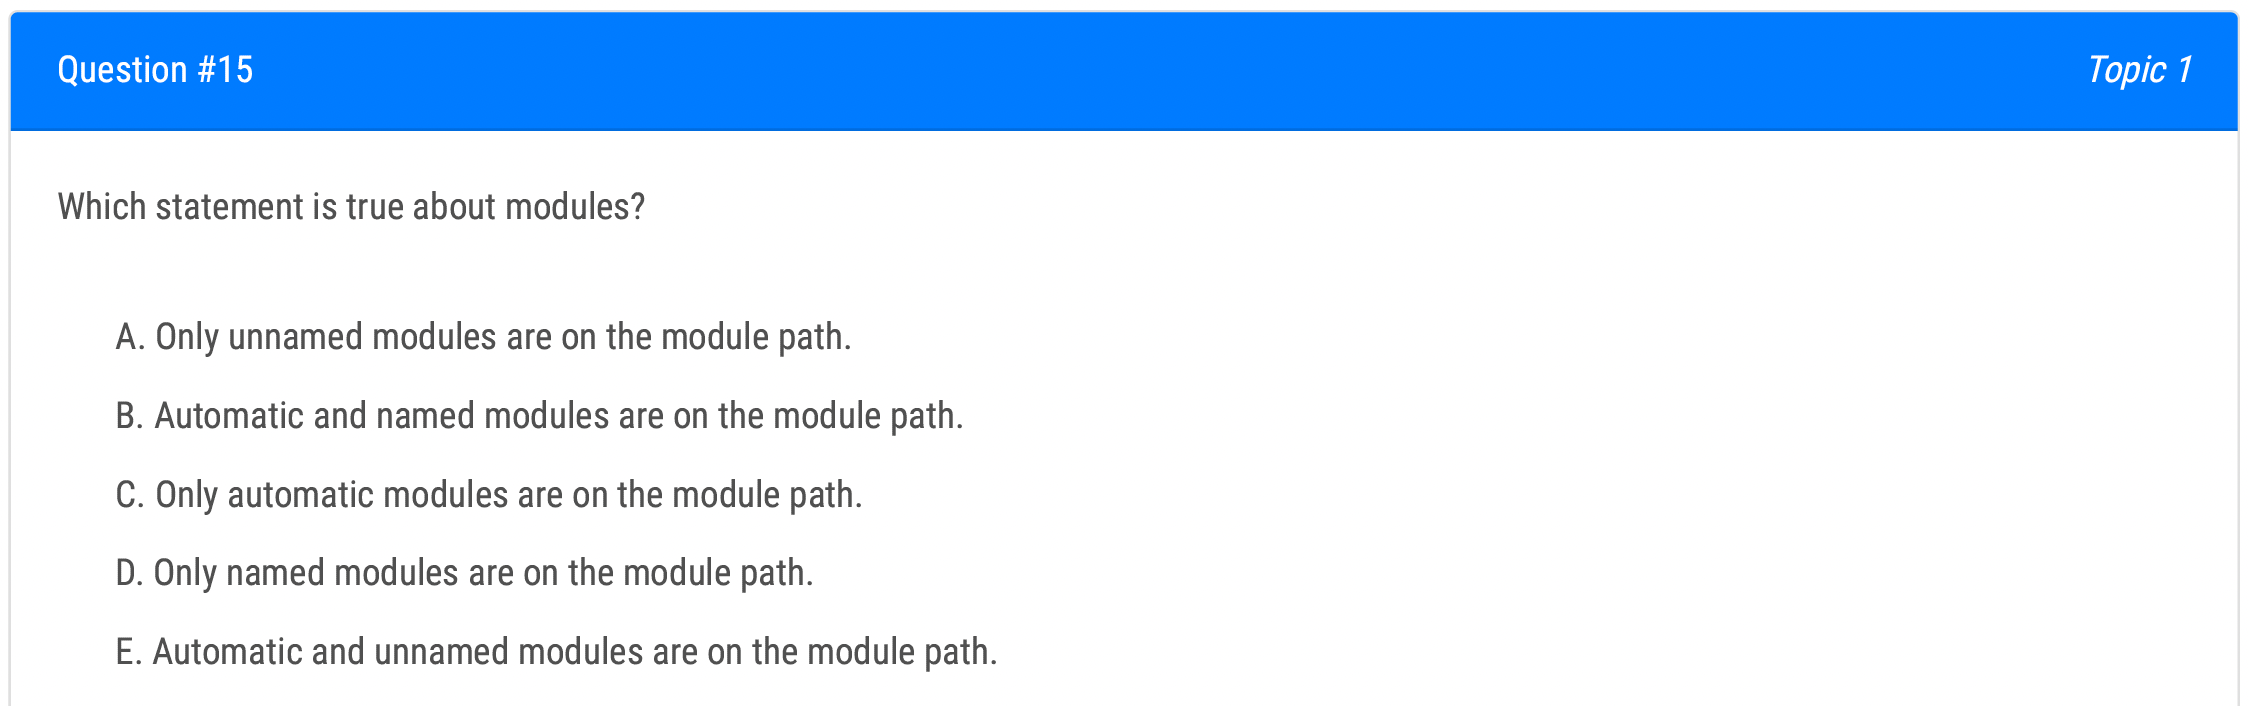 Question #15
Topic 1
Which statement is true about modules?
A. Only unnamed modules are on the module path.
B. Automatic and named modules are on the module path.
C. Only automatic modules are on the module path.
D. Only named modules are on the module path.
E. Automatic and unnamed modules are on the module path.